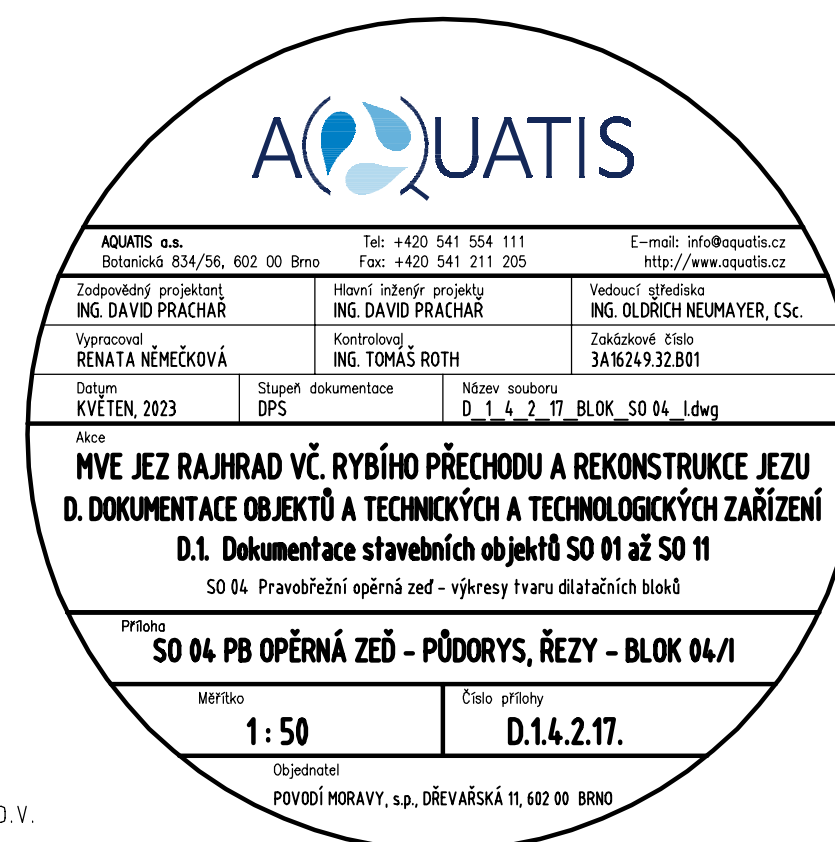 AQUATIS
AQUATIS a.s. Tel: +420 541 554 111 E-mail: info@aquatis.cz
Botanická 834/56, 602 00 Brno Fax: +420 541 211 205 http://www.aquatis.cz
Zodpovědný projektant Hlavní inženýr projektu Vedoucí střediska
ING. DAVID PRACHAŘ ING. DAVID PRACHAŘ ING. OLDŘICH NEUMAYER, CSc.
Vypracoval Kontroloval Zakázkové číslo
RENATA NĚMEČKOVÁ ING. TOMÁŠ ROTH 3A16249.32.B01
Datum Stupeň dokumentace Název souboru
KVĚTEN, 2023 DPS D_1_4_2_17_BLOK_SO 04_I.dwg
Akce
MVE JEZ RAJHRAD VČ. RYBÍHO PŘECHODU A REKONSTRUKCE JEZU
D. DOKUMENTACE OBJEKTŮ A TECHNICKÝCH A TECHNOLOGICKÝCH ZAŘÍZENÍ
D.1. Dokumentace stavebních objektů SO 01 až SO 11
SO 04 Pravobřežní opěrná zeď - výkresy tvaru dilatačních bloků
Příloha
SO 04 PB OPĚRNÁ ZEĎ - PŮDORYS, ŘEZY - BLOK 04/I
Měřítko Číslo přílohy
1 : 50 D.1.4.2.17.
Objednatel
POVODÍ MORAVY, s.p., DŘEVAŘSKÁ 11, 602 00 BRNO